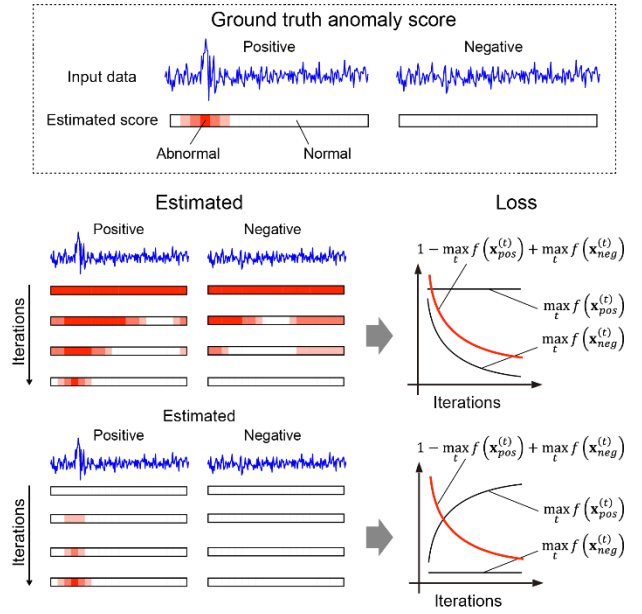 Ground truth anomaly score
Positive
Negative
Input data
Estimated score
Abnormal
Normal
Estimated
Loss
Positive
Negative
Iterations
1 − max_t f(𝐱_pos^(t)) + max_t f(𝐱_neg^(t))
max_t f(𝐱_pos^(t))
max_t f(𝐱_neg^(t))
Iterations
Estimated
Positive
Negative
Iterations
1 − max_t f(𝐱_pos^(t)) + max_t f(𝐱_neg^(t))
max_t f(𝐱_pos^(t))
max_t f(𝐱_neg^(t))
Iterations